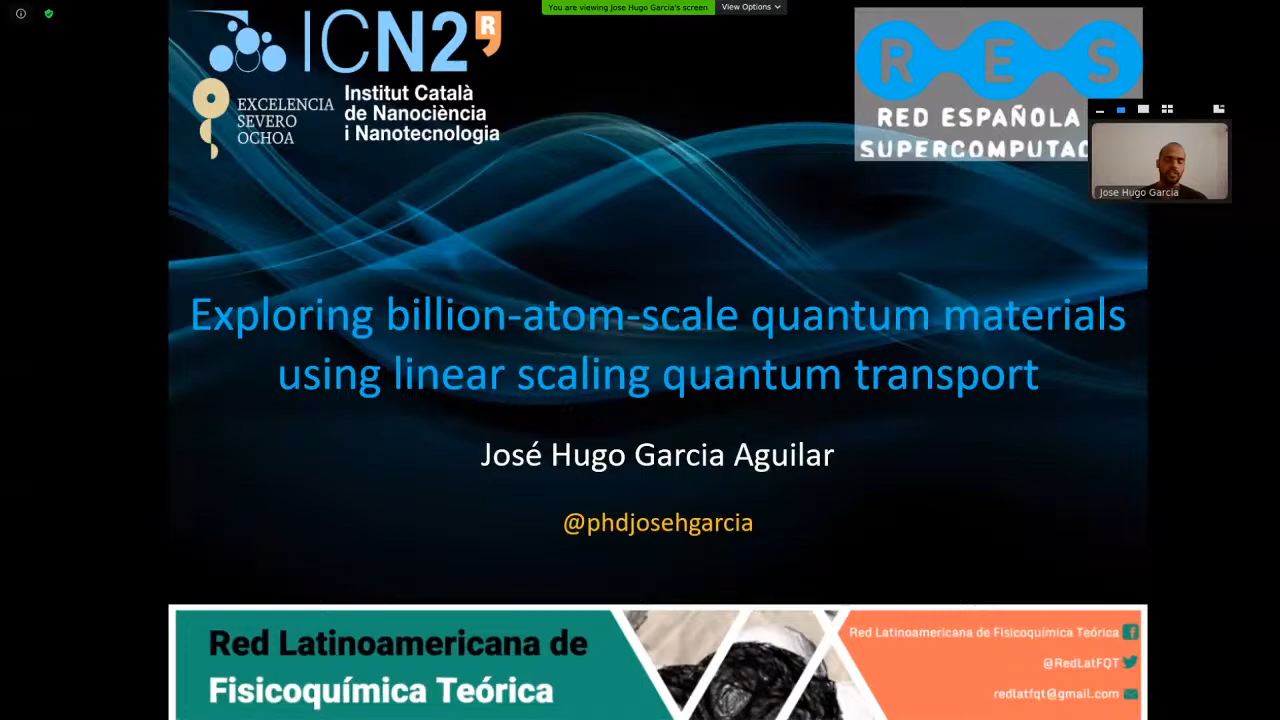 You are viewing Jose Hugo Garcia's screen
View Options
ICN2
R
EXCELENCIA
SEVERO
OCHOA
Institut Català
de Nanociència
i Nanotecnologia
R E S
RED ESPAÑOLA
SUPERCOMPUTAC
Jose Hugo Garcia
Exploring billion-atom-scale quantum materials
using linear scaling quantum transport
José Hugo Garcia Aguilar
@phdjosehgarcia
Red Latinoamericana de
Fisicoquímica Teórica
Red Latinoamericana de Fisicoquímica Teórica
@RedLatFQT
redlatfqt@gmail.com